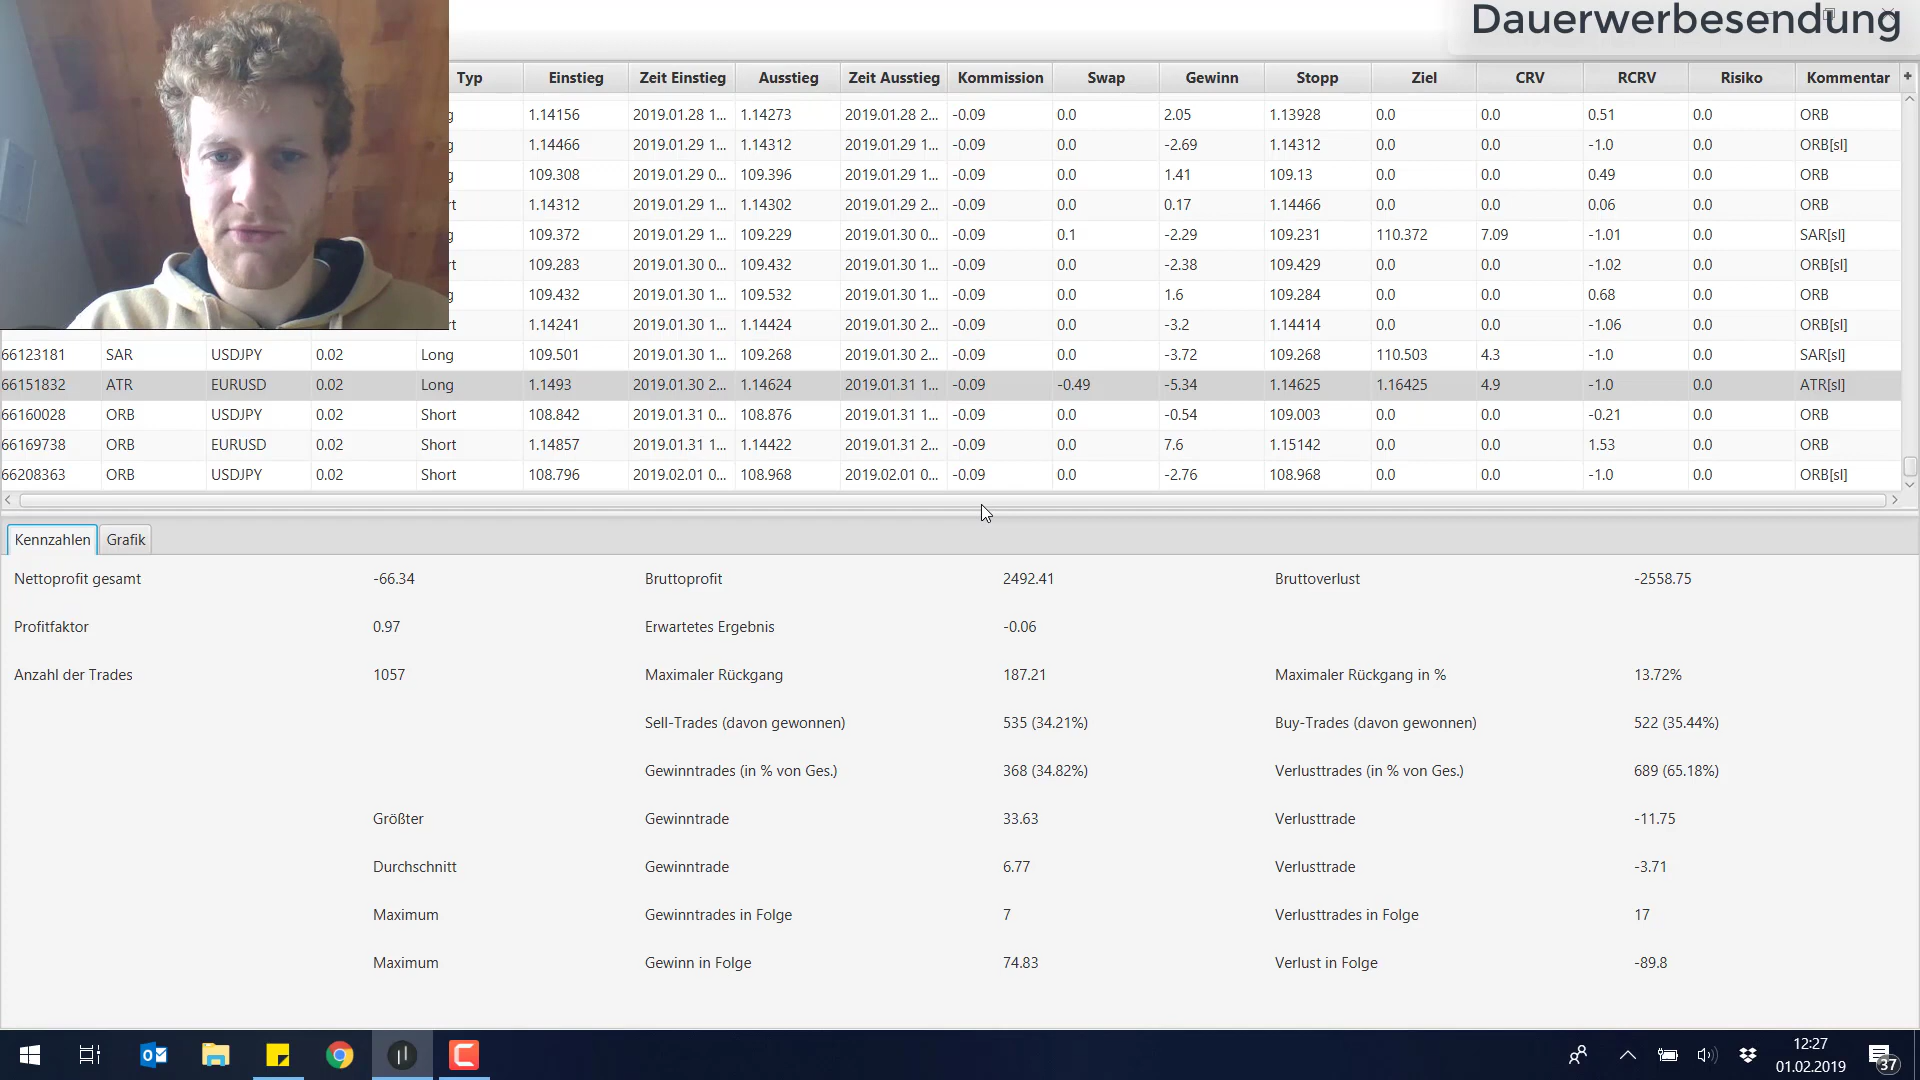 Dauerwerbesendung
Typ Einstieg Zeit Einstieg Ausstieg Zeit Ausstieg Kommission Swap Gewinn Stopp Ziel CRV RCRV Risiko Kommentar +
g 1.14156 2019.01.28 1... 1.14273 2019.01.28 2... -0.09 0.0 2.05 1.13928 0.0 0.0 0.51 0.0 ORB
g 1.14466 2019.01.29 1... 1.14312 2019.01.29 1... -0.09 0.0 -2.69 1.14312 0.0 0.0 -1.0 0.0 ORB[sl]
g 109.308 2019.01.29 0... 109.396 2019.01.29 1... -0.09 0.0 1.41 109.13 0.0 0.0 0.49 0.0 ORB
rt 1.14312 2019.01.29 1... 1.14302 2019.01.29 2... -0.09 0.0 0.17 1.14466 0.0 0.0 0.06 0.0 ORB
g 109.372 2019.01.29 1... 109.229 2019.01.30 0... -0.09 0.1 -2.29 109.231 110.372 7.09 -1.01 0.0 SAR[sl]
rt 109.283 2019.01.30 0... 109.432 2019.01.30 1... -0.09 0.0 -2.38 109.429 0.0 0.0 -1.02 0.0 ORB[sl]
g 109.432 2019.01.30 1... 109.532 2019.01.30 1... -0.09 0.0 1.6 109.284 0.0 0.0 0.68 0.0 ORB
rt 1.14241 2019.01.30 1... 1.14424 2019.01.30 2... -0.09 0.0 -3.2 1.14414 0.0 0.0 -1.06 0.0 ORB[sl]
66123181 SAR USDJPY 0.02 Long 109.501 2019.01.30 1... 109.268 2019.01.30 2... -0.09 0.0 -3.72 109.268 110.503 4.3 -1.0 0.0 SAR[sl]
66151832 ATR EURUSD 0.02 Long 1.1493 2019.01.30 2... 1.14624 2019.01.31 1... -0.09 -0.49 -5.34 1.14625 1.16425 4.9 -1.0 0.0 ATR[sl]
66160028 ORB USDJPY 0.02 Short 108.842 2019.01.31 0... 108.876 2019.01.31 1... -0.09 0.0 -0.54 109.003 0.0 0.0 -0.21 0.0 ORB
66169738 ORB EURUSD 0.02 Short 1.14857 2019.01.31 1... 1.14422 2019.01.31 2... -0.09 0.0 7.6 1.15142 0.0 0.0 1.53 0.0 ORB
66208363 ORB USDJPY 0.02 Short 108.796 2019.02.01 0... 108.968 2019.02.01 0... -0.09 0.0 -2.76 108.968 0.0 0.0 -1.0 0.0 ORB[sl]
Kennzahlen Grafik
Nettoprofit gesamt -66.34 Bruttoprofit 2492.41 Bruttoverlust -2558.75
Profitfaktor 0.97 Erwartetes Ergebnis -0.06
Anzahl der Trades 1057 Maximaler Rückgang 187.21 Maximaler Rückgang in % 13.72%
Sell-Trades (davon gewonnen) 535 (34.21%) Buy-Trades (davon gewonnen) 522 (35.44%)
Gewinntrades (in % von Ges.) 368 (34.82%) Verlusttrades (in % von Ges.) 689 (65.18%)
Größter Gewinntrade 33.63 Verlusttrade -11.75
Durchschnitt Gewinntrade 6.77 Verlusttrade -3.71
Maximum Gewinntrades in Folge 7 Verlusttrades in Folge 17
Maximum Gewinn in Folge 74.83 Verlust in Folge -89.8
12:27
01.02.2019
37